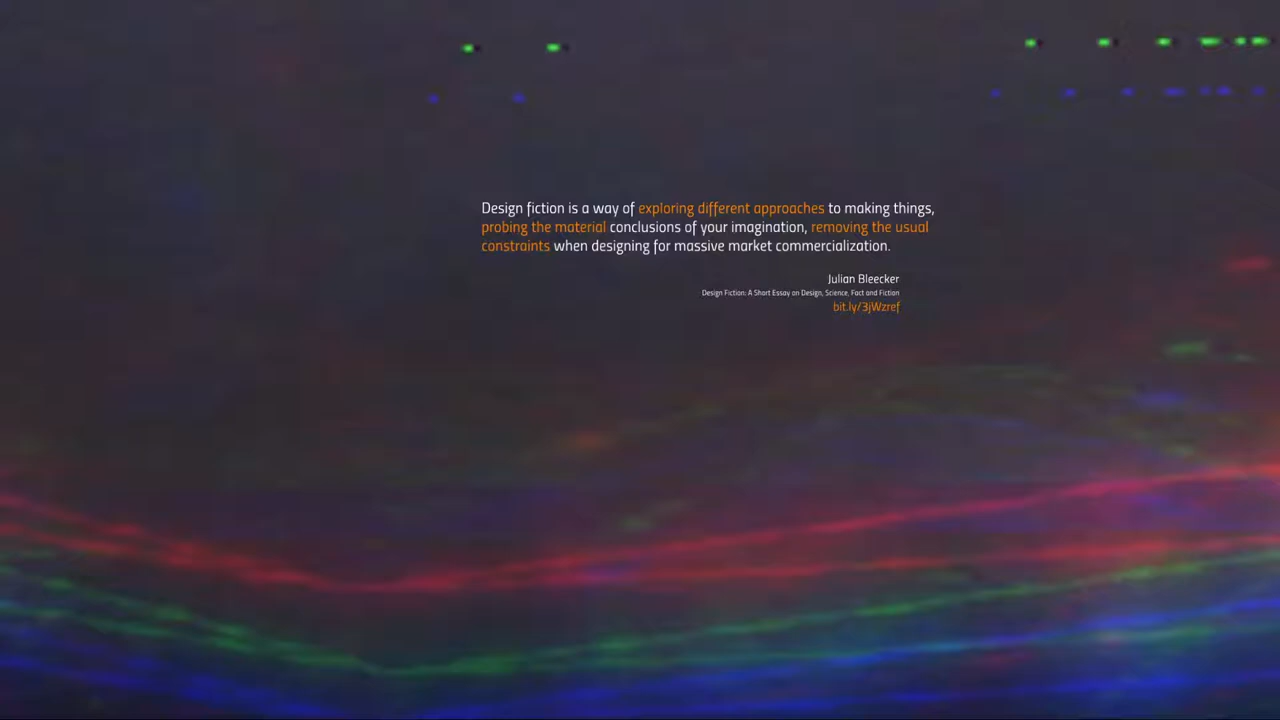 Design fiction is a way of exploring different approaches to making things,
probing the material conclusions of your imagination, removing the usual
constraints when designing for massive market commercialization.
Julian Bleecker
Design Fiction: A Short Essay on Design, Science, Fact and Fiction
bit.ly/3jWzref